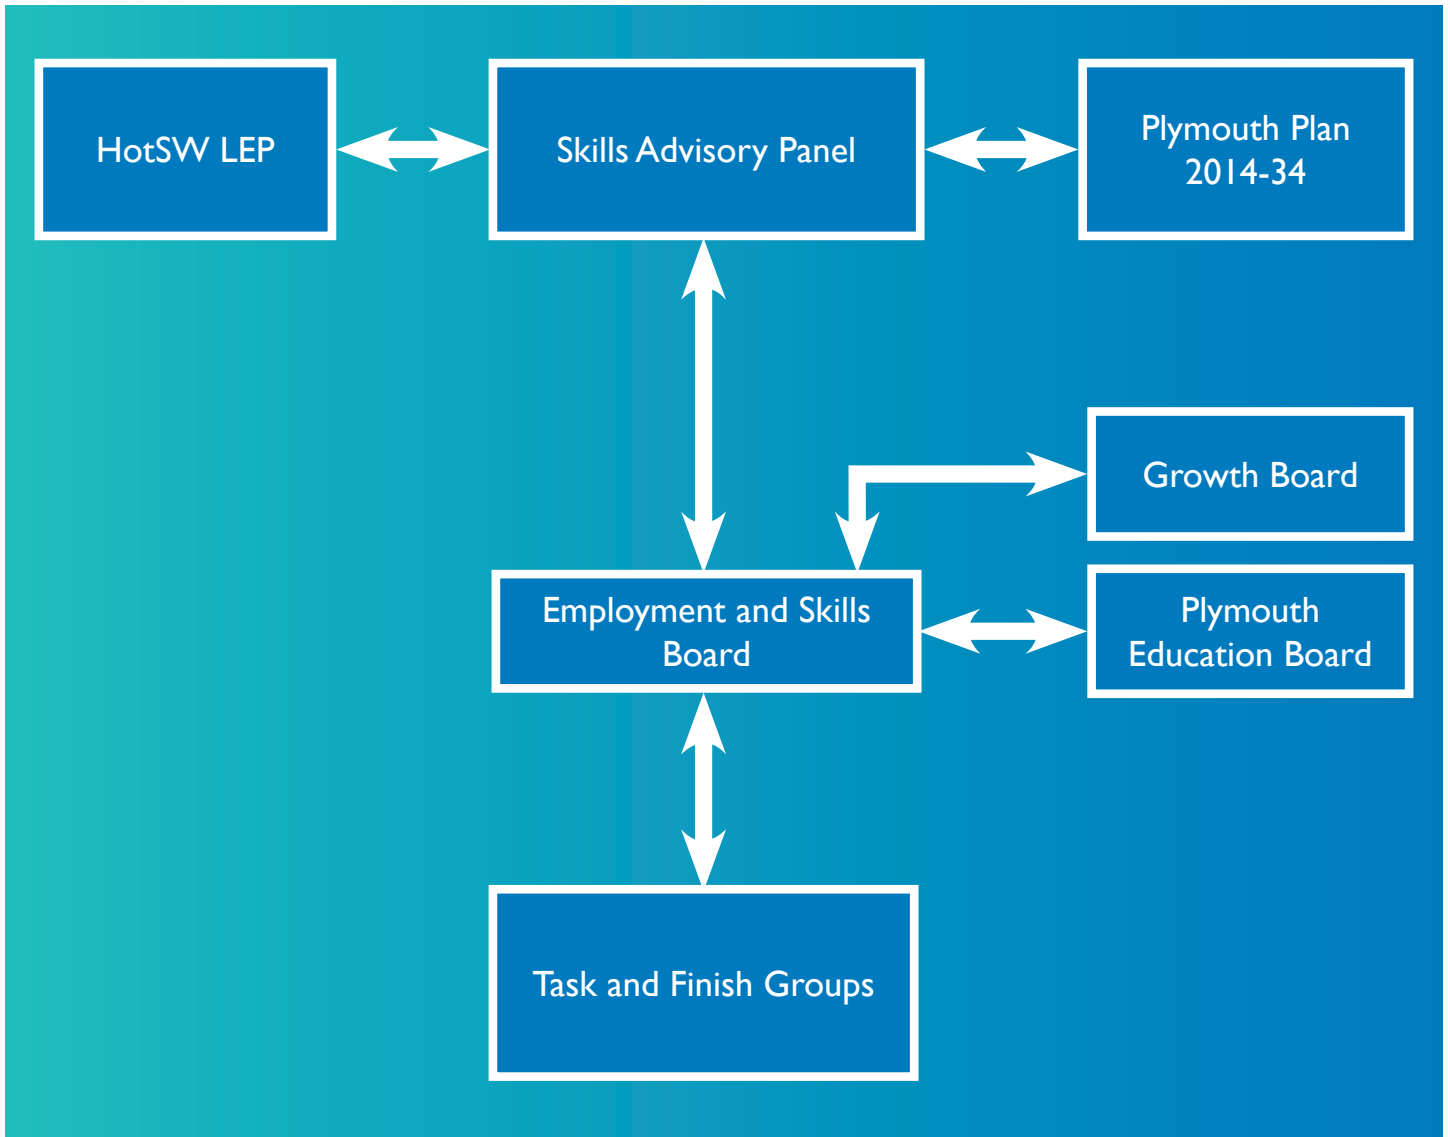 HotSW LEP
Skills Advisory Panel
Plymouth Plan
2014-34
Growth Board
Employment and Skills
Board
Plymouth
Education Board
Task and Finish Groups